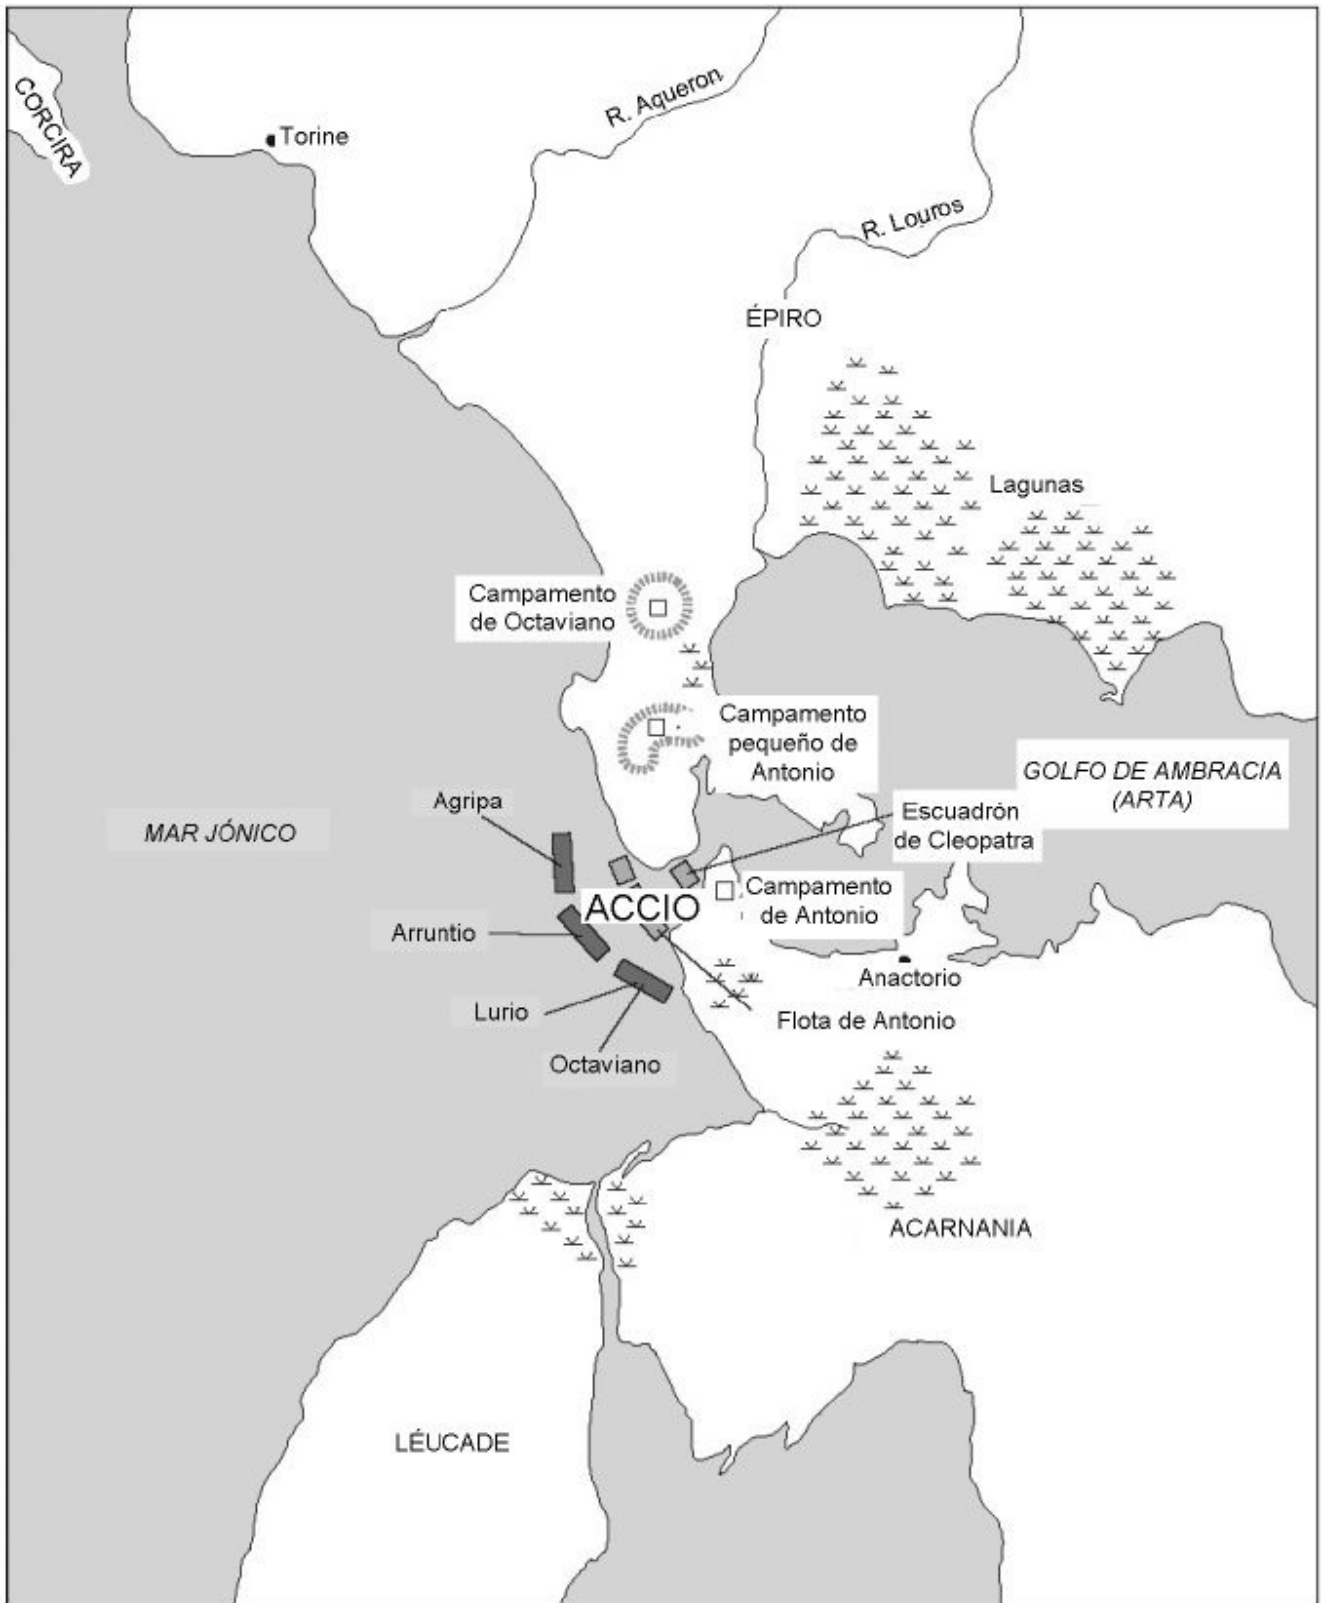 CORCIRA
Torine
R. Aqueron
R. Louros
ÉPIRO
Lagunas
Campamento
de Octaviano
Campamento
pequeño de
Antonio
GOLFO DE AMBRACIA
(ARTA)
Agripa
MAR JÓNICO
Escuadrón
de Cleopatra
ACCIO
Campamento
de Antonio
Arruntio
Anactorio
Lurio
Flota de Antonio
Octaviano
ACARNANIA
LÉUCADE